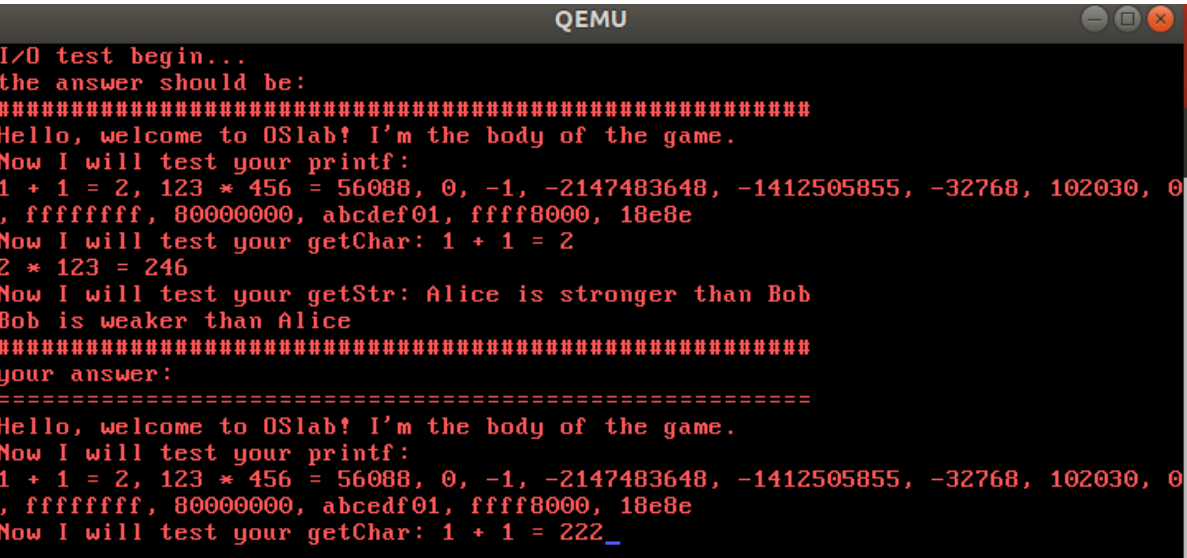 QEMU
I/O test begin...
the answer should be:
#######################################################
Hello, welcome to OSlab! I'm the body of the game.
Now I will test your printf:
1 + 1 = 2, 123 * 456 = 56088, 0, -1, -2147483648, -1412505855, -32768, 102030, 0
, ffffffff, 80000000, abcdef01, ffff8000, 18e8e
Now I will test your getChar: 1 + 1 = 2
2 * 123 = 246
Now I will test your getStr: Alice is stronger than Bob
Bob is weaker than Alice
#######################################################
your answer:
=======================================================
Hello, welcome to OSlab! I'm the body of the game.
Now I will test your printf:
1 + 1 = 2, 123 * 456 = 56088, 0, -1, -2147483648, -1412505855, -32768, 102030, 0
, ffffffff, 80000000, abcedf01, ffff8000, 18e8e
Now I will test your getChar: 1 + 1 = 222_